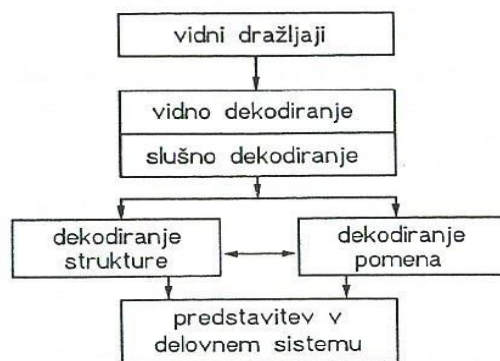 vidni dražljaji
vidno dekodiranje
slušno dekodiranje
dekodiranje
strukture
dekodiranje
pomena
predstavitev v
delovnem sistemu